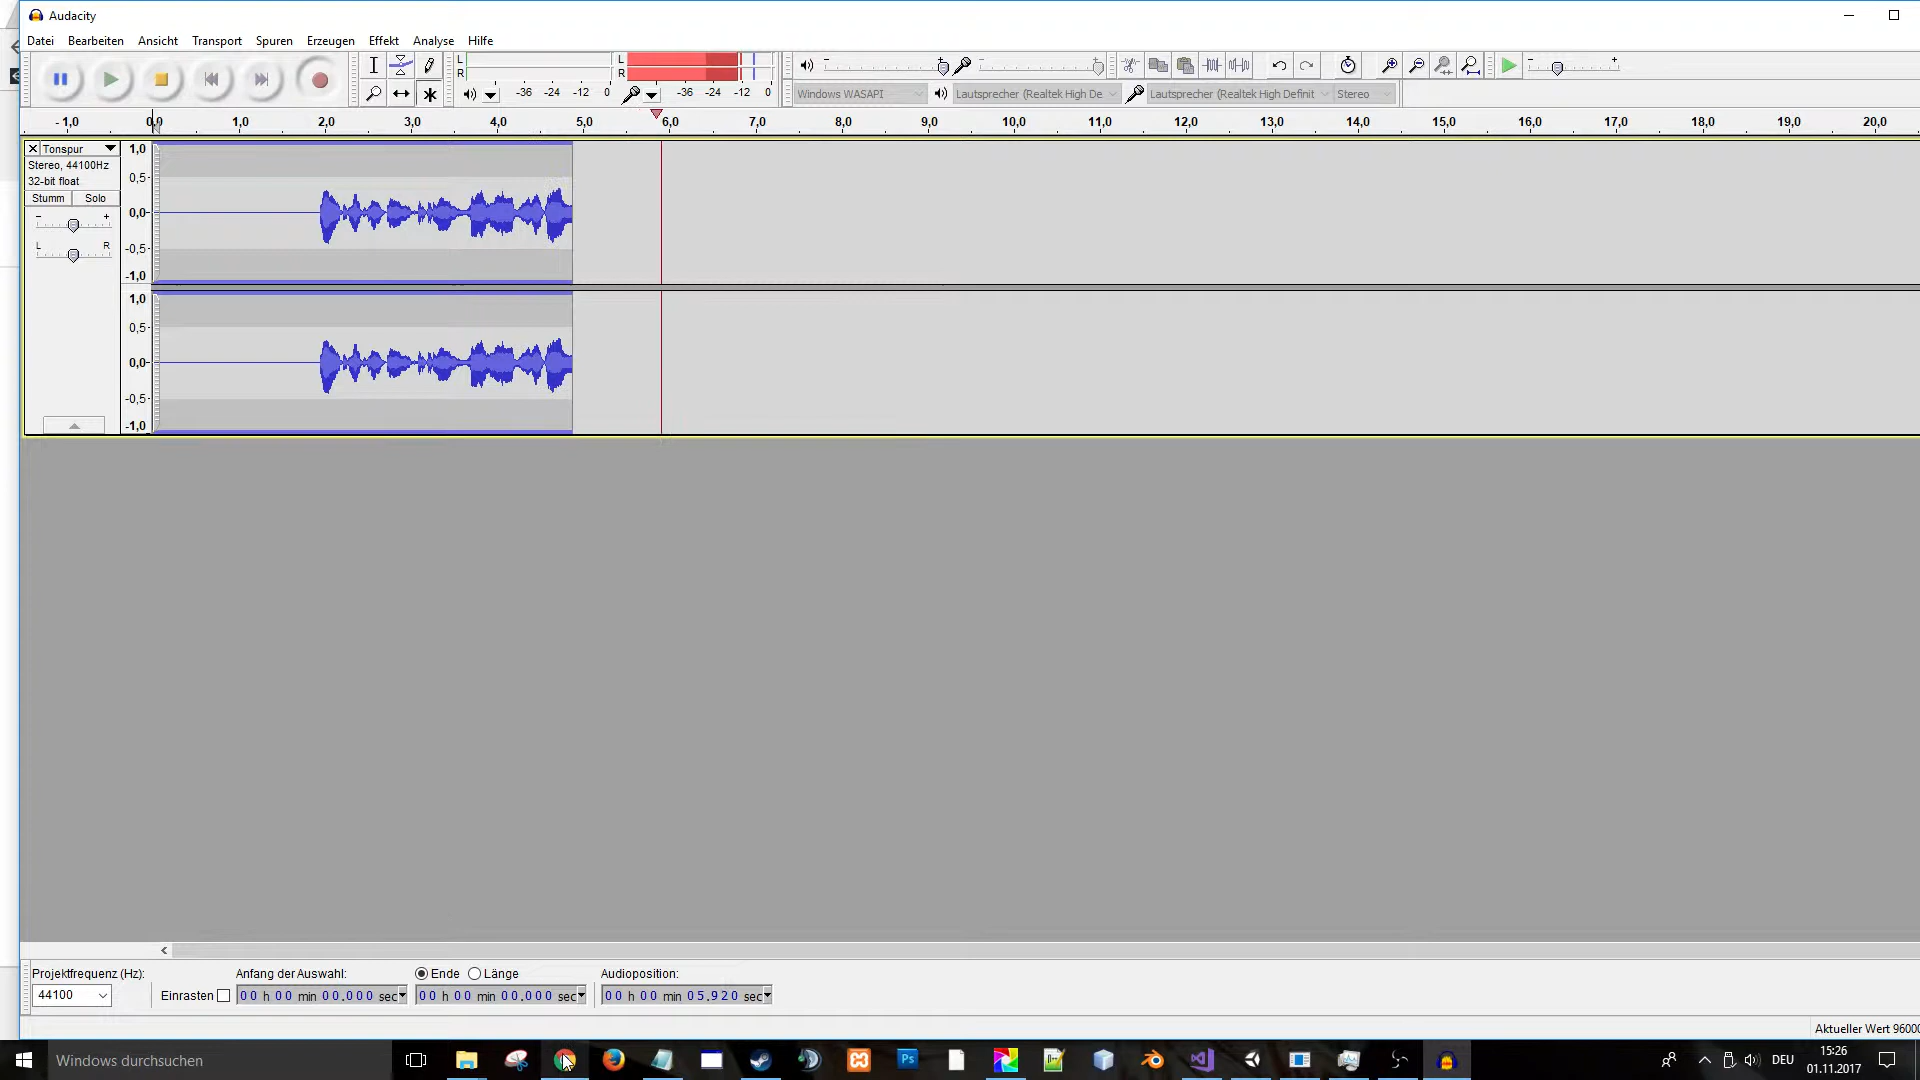 Audacity
Datei Bearbeiten Ansicht Transport Spuren Erzeugen Effekt Analyse Hilfe
L
R
-36 -24 -12 0
L
R
-36 -24 -12 0
Windows WASAPI
Lautsprecher (Realtek High De
Lautsprecher (Realtek High Definit
Stereo
- 1,0 0,0 1,0 2,0 3,0 4,0 5,0 6,0 7,0 8,0 9,0 10,0 11,0 12,0 13,0 14,0 15,0 16,0 17,0 18,0 19,0 20,0
Tonspur
Stereo, 44100Hz
32-bit float
Stumm Solo
- +
L R
1,0
0,5
0,0
-0,5
-1,0
1,0
0,5
0,0
-0,5
-1,0
Projektfrequenz (Hz):
44100
Einrasten
Anfang der Auswahl:
00 h 00 min 00.000 sec
Ende Länge
00 h 00 min 00.000 sec
Audioposition:
00 h 00 min 05.920 sec
Aktueller Wert 96000
Windows durchsuchen
Ps
DEU
15:26
01.11.2017